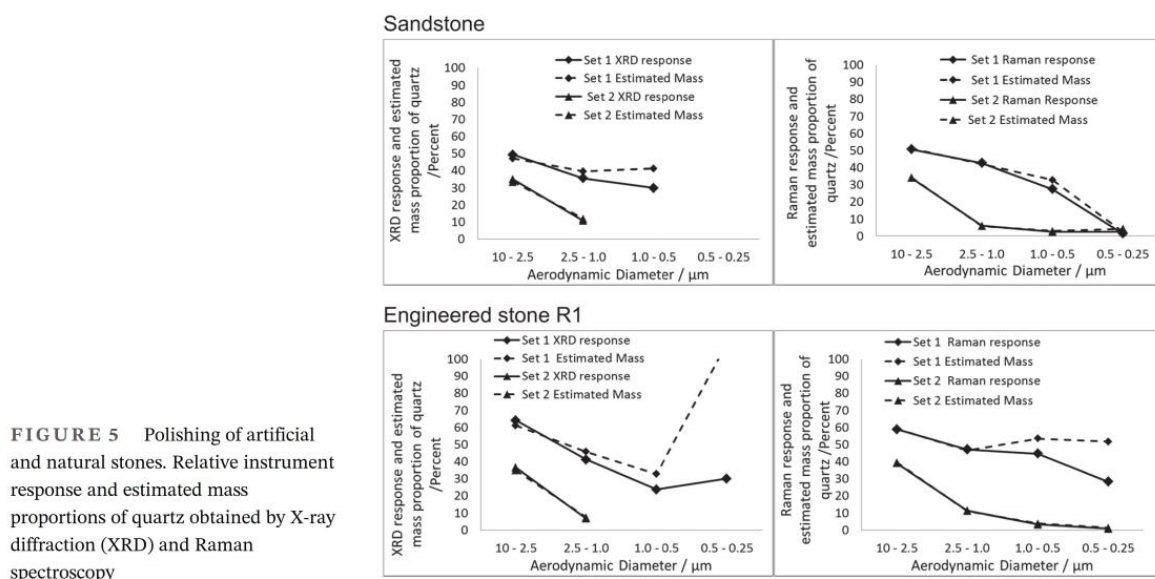 Sandstone
XRD response and estimated
mass proportion of quartz
/Percent
100
90
80
70
60
50
40
30
20
10
0
Set 1 XRD response
Set 1 Estimated Mass
Set 2 XRD response
Set 2 Estimated Mass
10 - 2.5 2.5 - 1.0 1.0 - 0.5 0.5 - 0.25
Aerodynamic Diameter / µm
Raman response and
estimated mass proportion of
quartz /Percent
100
90
80
70
60
50
40
30
20
10
0
Set 1 Raman response
Set 1 Estimated Mass
Set 2 Raman Response
Set 2 Estimated Mass
10 - 2.5 2.5 - 1.0 1.0 - 0.5 0.5 - 0.25
Aerodynamic Diameter / µm
Engineered stone R1
XRD response and estimated
mass proportion of quartz
/Percent
100
90
80
70
60
50
40
30
20
10
0
Set 1 XRD response
Set 1 Estimated Mass
Set 2 XRD response
Set 2 Estimated Mass
10 - 2.5 2.5 - 1.0 1.0 - 0.5 0.5 - 0.25
Aerodynamic Diameter / µm
Raman response and
estimated mass proportion of
quartz /Percent
100
90
80
70
60
50
40
30
20
10
0
Set 1 Raman response
Set 1 Estimated Mass
Set 2 Raman response
Set 2 Estimated Mass
10 - 2.5 2.5 - 1.0 1.0 - 0.5 0.5 - 0.25
Aerodynamic Diameter / µm
FIGURE 5 Polishing of artificial
and natural stones. Relative instrument
response and estimated mass
proportions of quartz obtained by X-ray
diffraction (XRD) and Raman
spectroscopy